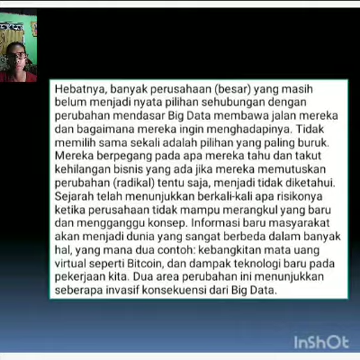 Hebatnya, banyak perusahaan (besar) yang masih
belum menjadi nyata pilihan sehubungan dengan
perubahan mendasar Big Data membawa jalan mereka
dan bagaimana mereka ingin menghadapinya. Tidak
memilih sama sekali adalah pilihan yang paling buruk.
Mereka berpegang pada apa mereka tahu dan takut
kehilangan bisnis yang ada jika mereka memutuskan
perubahan (radikal) tentu saja, menjadi tidak diketahui.
Sejarah telah menunjukkan berkali-kali apa risikonya
ketika perusahaan tidak mampu merangkul yang baru
dan mengganggu konsep. Informasi baru masyarakat
akan menjadi dunia yang sangat berbeda dalam banyak
hal, yang mana dua contoh: kebangkitan mata uang
virtual seperti Bitcoin, dan dampak teknologi baru pada
pekerjaan kita. Dua area perubahan ini menunjukkan
seberapa invasif konsekuensi dari Big Data.
InShOt